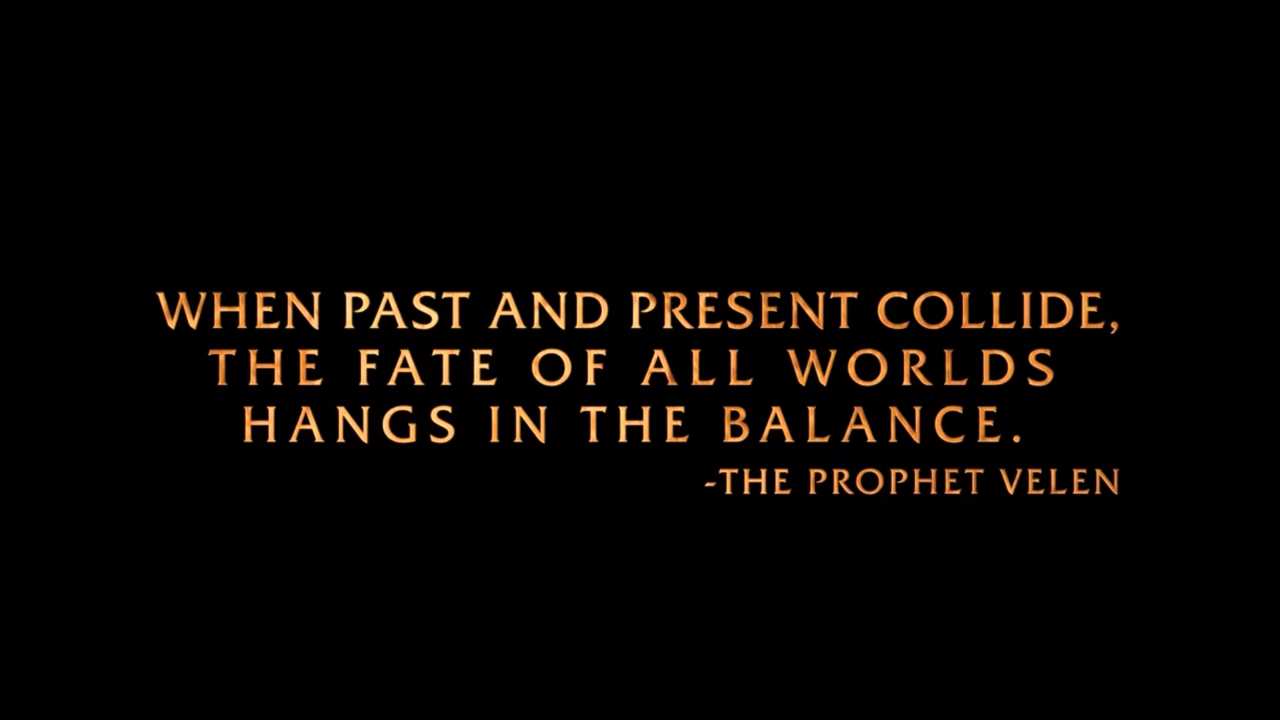 WHEN PAST AND PRESENT COLLIDE,
THE FATE OF ALL WORLDS
HANGS IN THE BALANCE.
-THE PROPHET VELEN